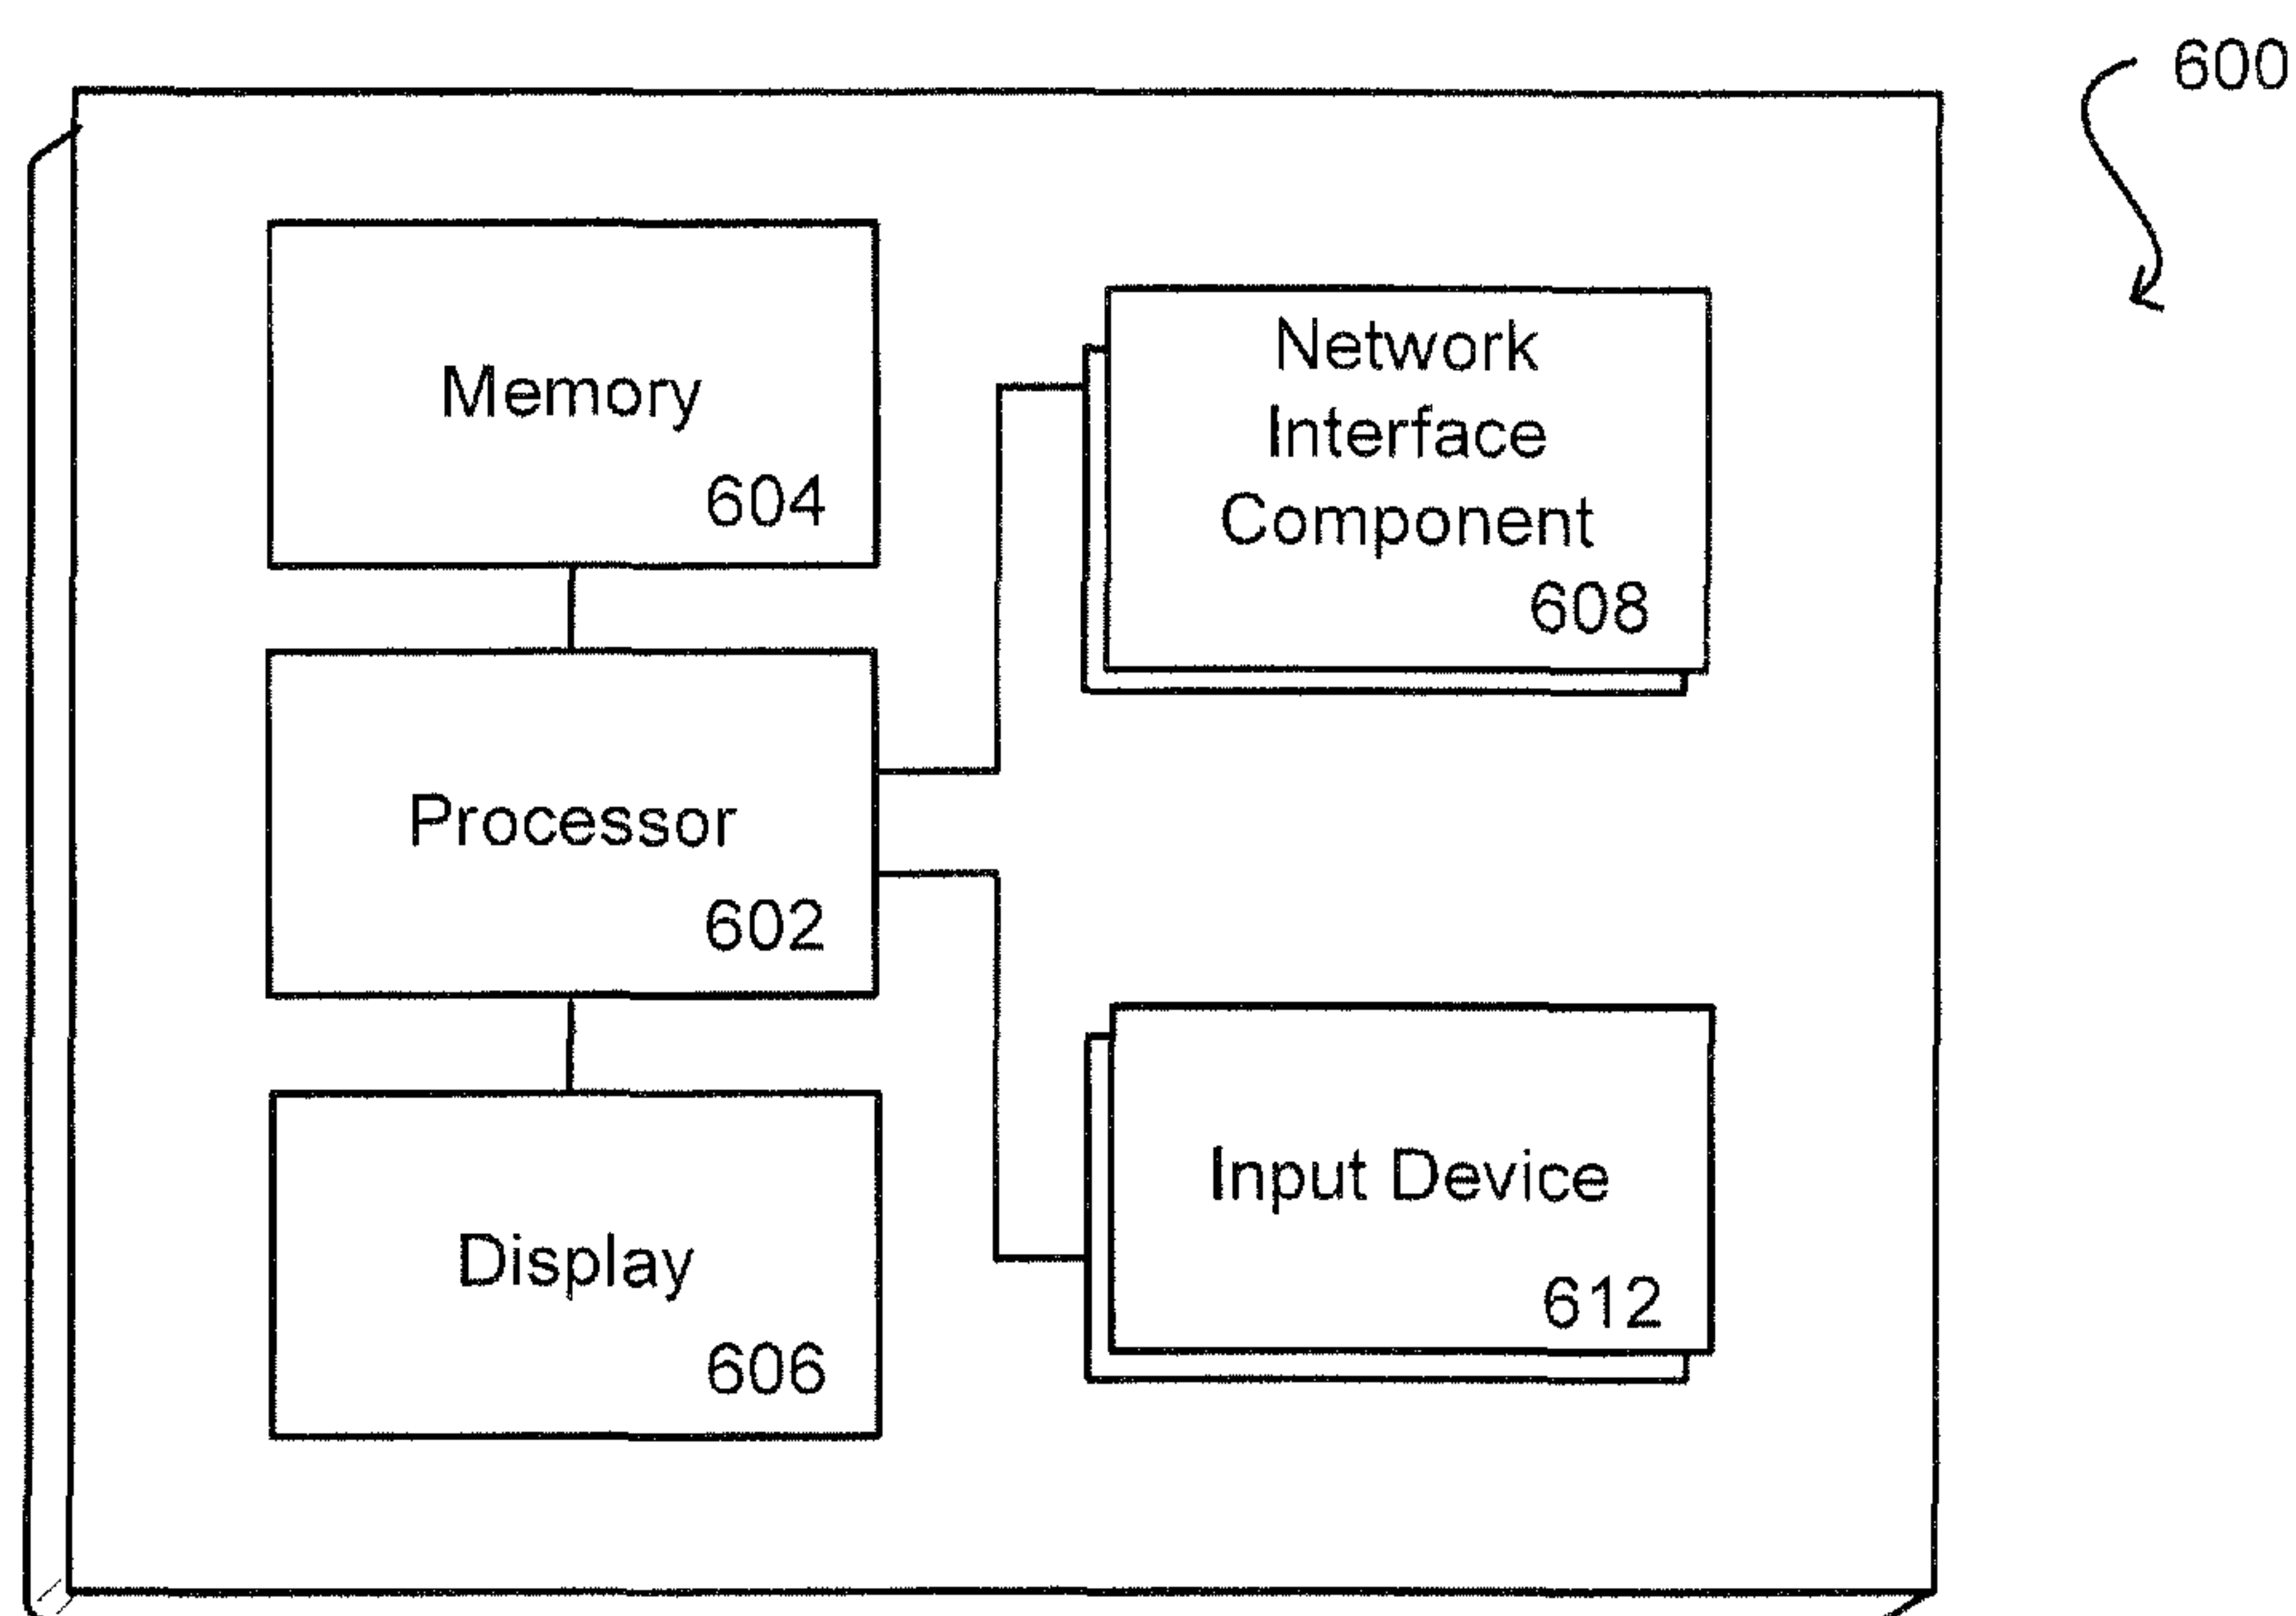 600
Memory
604
Network
Interface
Component
608
Processor
602
Display
606
Input Device
612